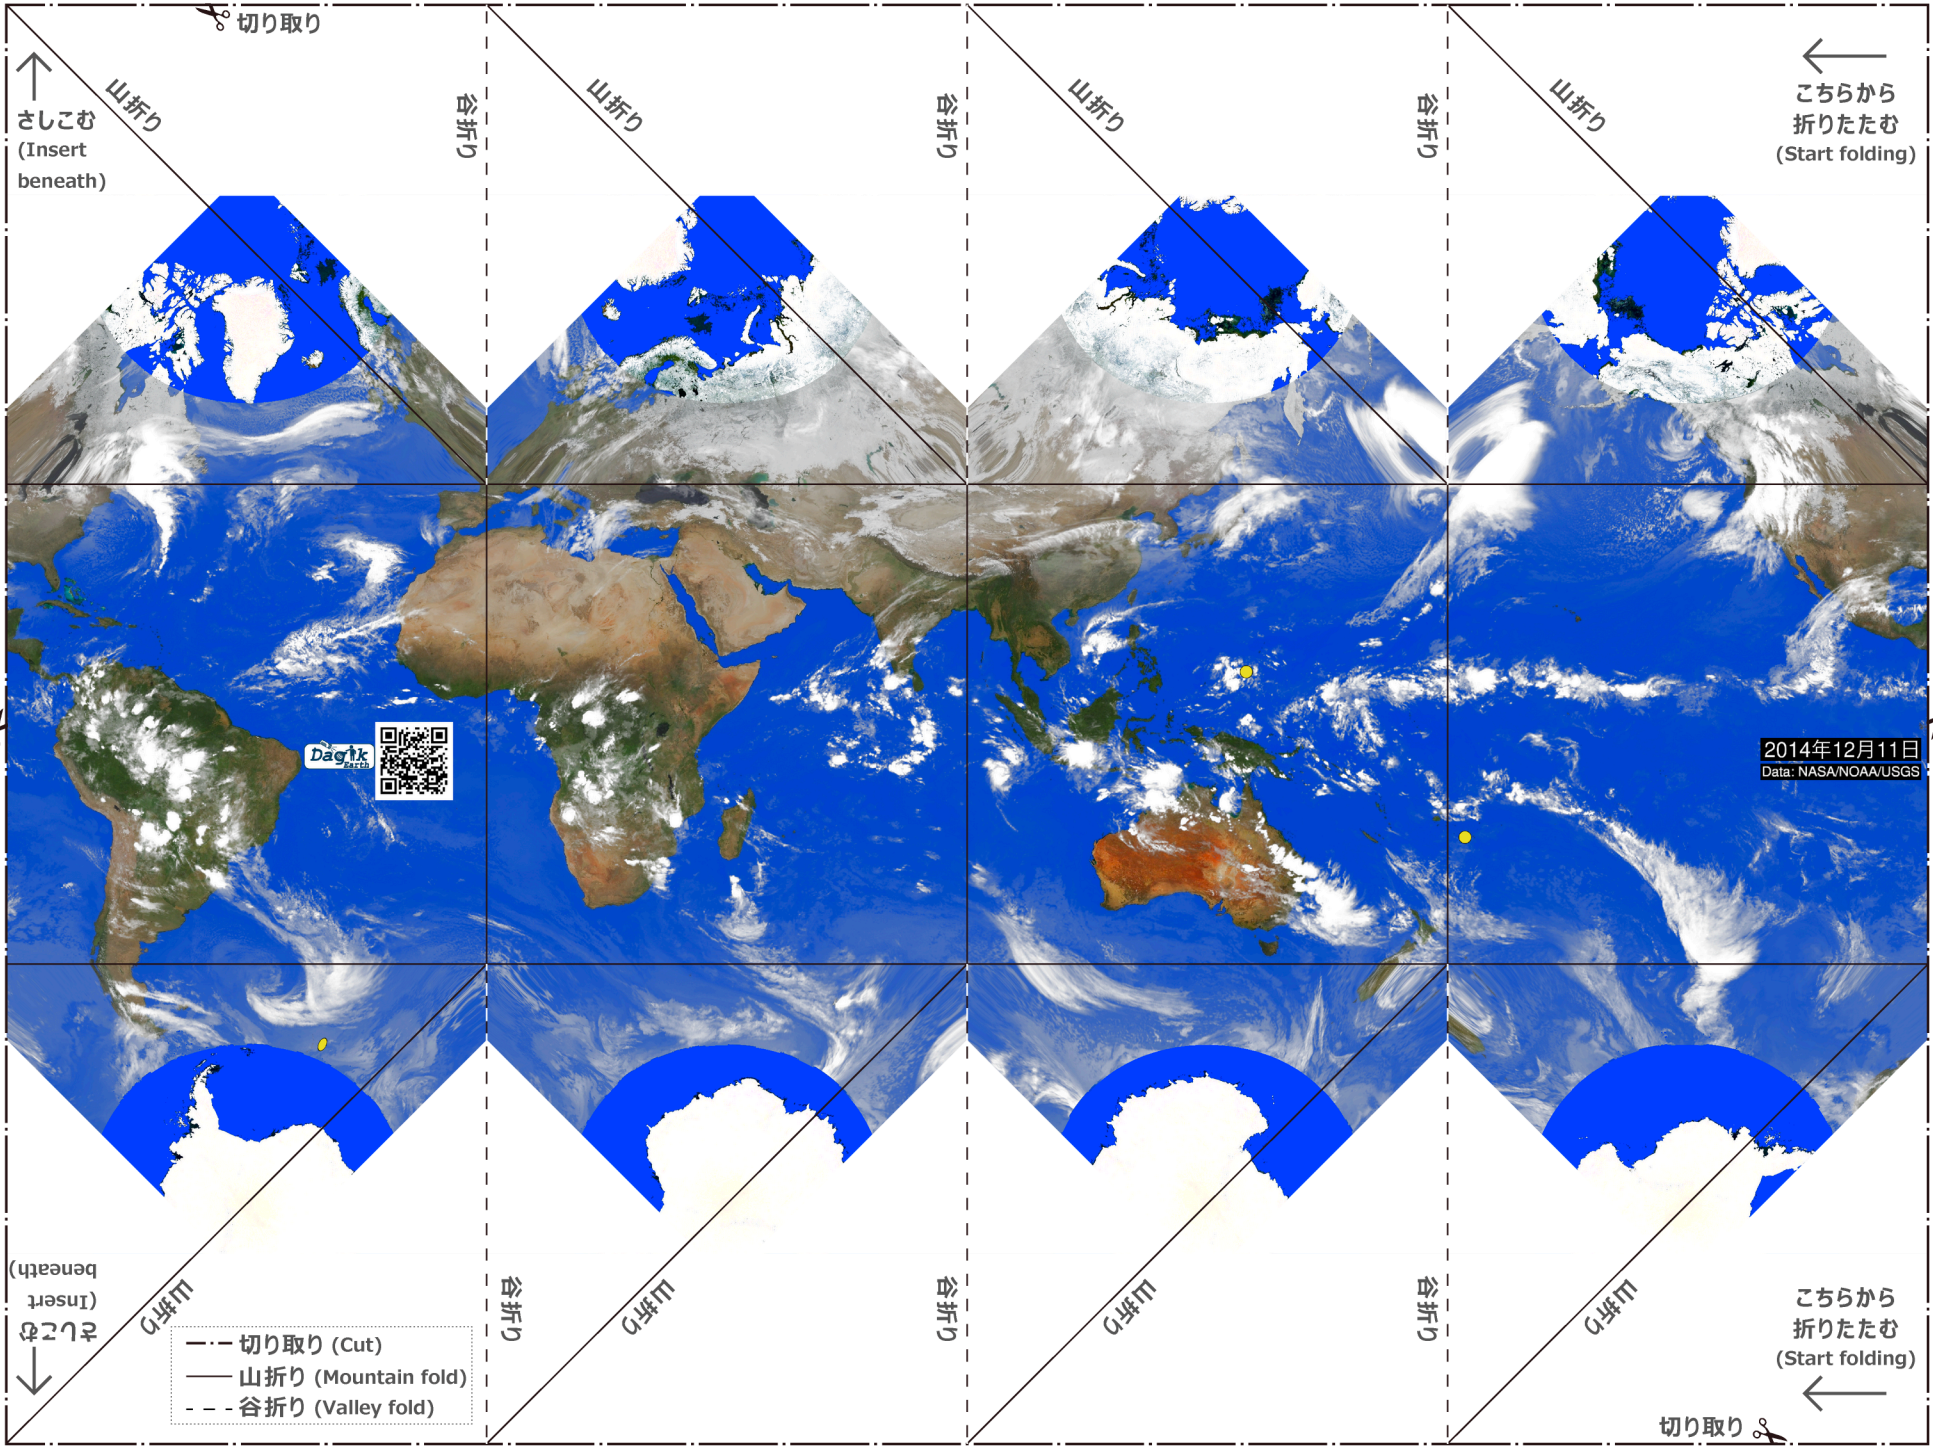 切り取り
山折り
谷折り
山折り
谷折り
山折り
谷折り
山折り
さしこむ
(Insert
beneath)
こちらから
折りたたむ
(Start folding)
Dagik
Earth
2014年12月11日
Data: NASA/NOAA/USGS
さしこむ
(Insert
beneath)
山折り
谷折り
山折り
谷折り
山折り
谷折り
山折り
こちらから
折りたたむ
(Start folding)
切り取り (Cut)
山折り (Mountain fold)
谷折り (Valley fold)
切り取り